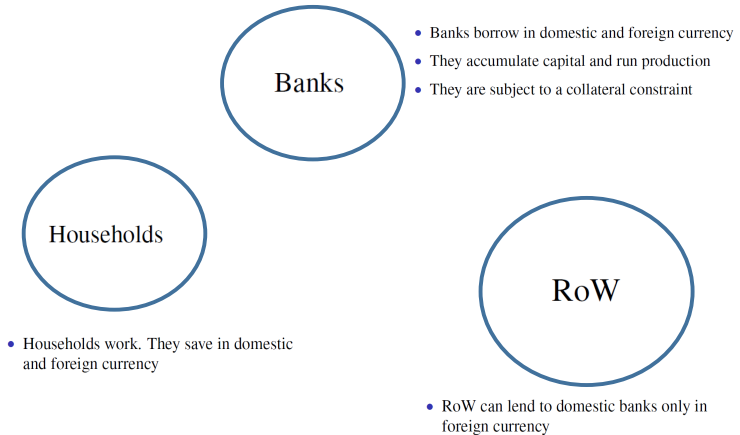 Banks
• Banks borrow in domestic and foreign currency
• They accumulate capital and run production
• They are subject to a collateral constraint
Households
• Households work. They save in domestic
and foreign currency
RoW
• RoW can lend to domestic banks only in
foreign currency